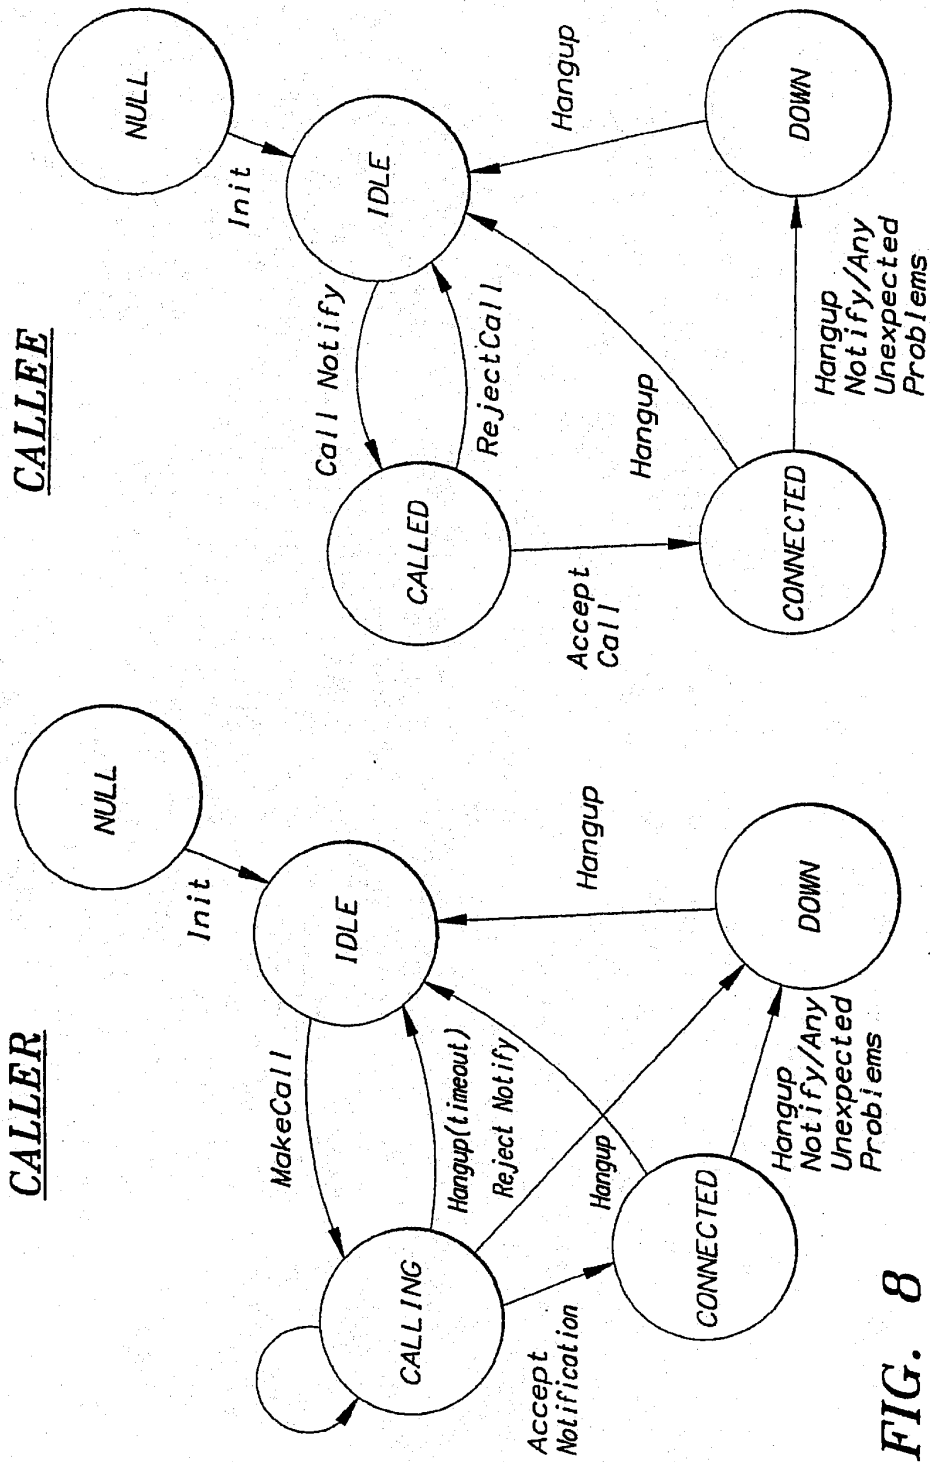 CALLER
NULL
Init
IDLE
MakeCall
Hangup(timeout)
Reject Notify
CALLING
Accept
Notification
Hangup
CONNECTED
Hangup
Notify/Any
Unexpected
Problems
Hangup
DOWN
CALLEE
NULL
Init
IDLE
Call Notify
RejectCall
CALLED
Accept
Call
Hangup
CONNECTED
Hangup
Notify/Any
Unexpected
Problems
Hangup
DOWN
FIG. 8